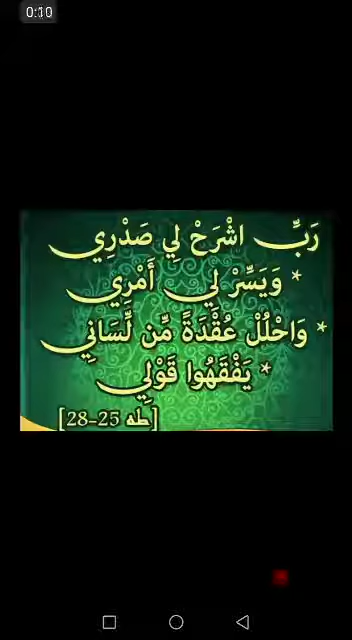 0:10
رَبِّ اشْرَحْ لِي صَدْرِي
* وَيَسِّرْ لِي أَمْرِي
* وَاحْلُلْ عُقْدَةً مِّن لِّسَانِي
* يَفْقَهُوا قَوْلِي
[طه 25-28]